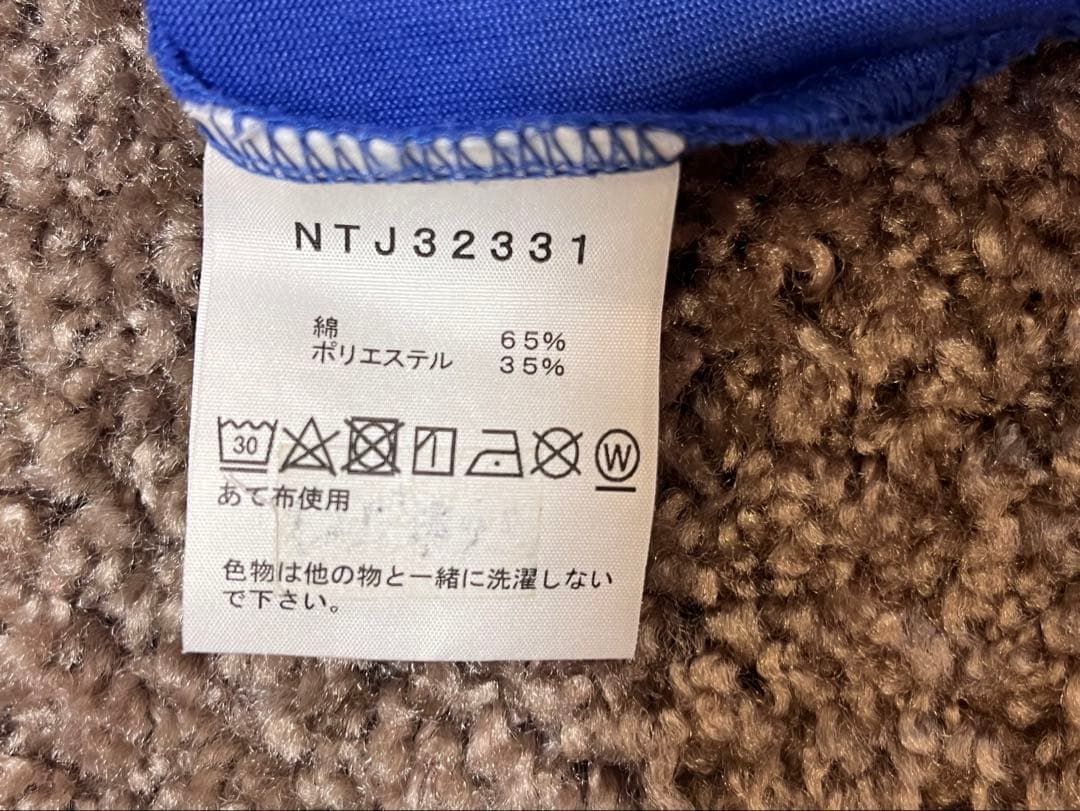 NTJ32331
綿 65%
ポリエステル 35%
30
W
あて布使用
色物は他の物と一緒に洗濯しない
で下さい。